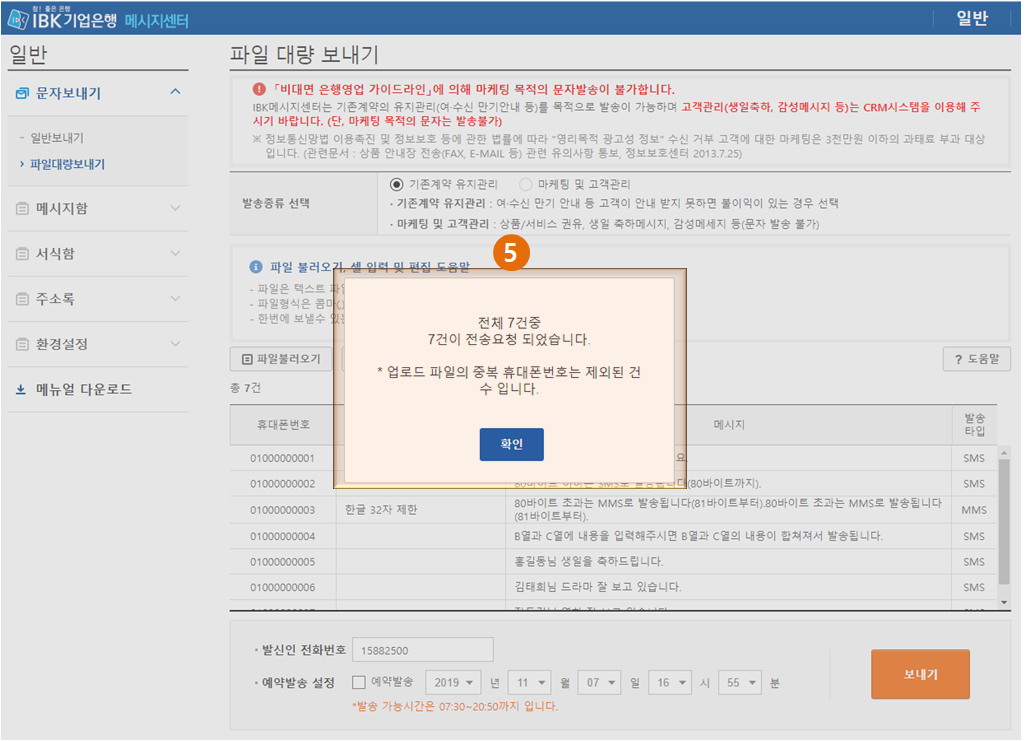 참! 좋은 은행
IBK기업은행 메시지센터
일반
일반
문자보내기
- 일반보내기
› 파일대량보내기
메시지함
서식함
주소록
환경설정
메뉴얼 다운로드
파일 대량 보내기
「비대면 은행영업 가이드라인」에 의해 마케팅 목적의 문자발송이 불가합니다.
IBK메시지센터는 기존계약의 유지관리(여·수신 만기안내 등)를 목적으로 발송이 가능하며 고객관리(생일축하, 감성메시지 등)는 CRM시스템을 이용해 주
시기 바랍니다. (단, 마케팅 목적의 문자는 발송불가)
※ 정보통신망법 이용촉진 및 정보보호 등에 관한 법률에 따라 "영리목적 광고성 정보" 수신 거부 고객에 대한 마케팅은 3천만원 이하의 과태료 부과 대상
입니다. (관련문서 : 상품 안내장 전송(FAX, E-MAIL 등) 관련 유의사항 통보, 정보보호센터 2013.7.25)
발송종류 선택
기존계약 유지관리 마케팅 및 고객관리
· 기존계약 유지관리 : 여·수신 만기 안내 등 고객이 안내 받지 못하면 불이익이 있는 경우 선택
· 마케팅 및 고객관리 : 상품/서비스 권유, 생일 축하메시지, 감성메세지 등(문자 발송 불가)
5
파일 불러오기, 셀 입력 및 편집 도움말
- 파일은 텍스트 파일
- 파일형식은 콤마(,)
- 한번에 보낼수 있는
전체 7건중
7건이 전송요청 되었습니다.
* 업로드 파일의 중복 휴대폰번호는 제외된 건
수 입니다.
확인
파일불러오기
? 도움말
총 7건
휴대폰번호 메시지 발송
타입
01000000001 요. SMS
01000000002 80바이트 이하는 SMS로 발송됩니다(80바이트까지). SMS
01000000003 한글 32자 제한 80바이트 초과는 MMS로 발송됩니다(81바이트부터).80바이트 초과는 MMS로 발송됩니다
(81바이트부터). MMS
01000000004 B열과 C열에 내용을 입력해주시면 B열과 C열의 내용이 합쳐져서 발송됩니다. SMS
01000000005 홍길동님 생일을 축하드립니다. SMS
01000000006 김태희님 드라마 잘 보고 있습니다. SMS
· 발신인 전화번호 15882500
· 예약발송 설정 예약발송 2019 년 11 월 07 일 16 시 55 분
*발송 가능시간은 07:30~20:50까지 입니다.
보내기